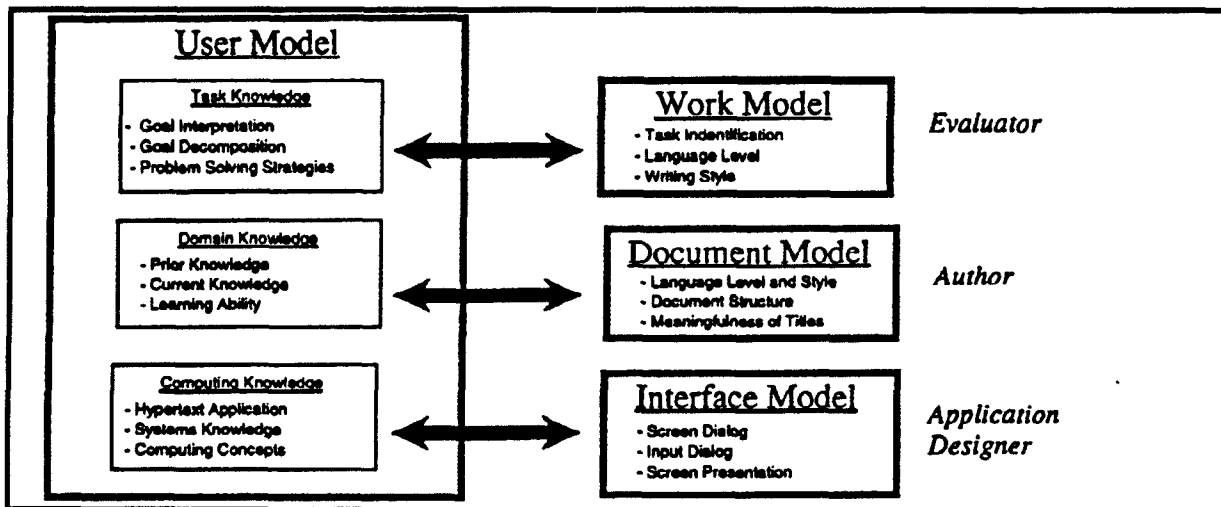 User Model
Task Knowledge
- Goal Interpretation
- Goal Decomposition
- Problem Solving Strategies
Work Model
- Task Indentification
- Language Level
- Writing Style
Evaluator
Domain Knowledge
- Prior Knowledge
- Current Knowledge
- Learning Ability
Document Model
- Language Level and Style
- Document Structure
- Meaningfulness of Titles
Author
Computing Knowledge
- Hypertext Application
- Systems Knowledge
- Computing Concepts
Interface Model
- Screen Dialog
- Input Dialog
- Screen Presentation
Application
Designer